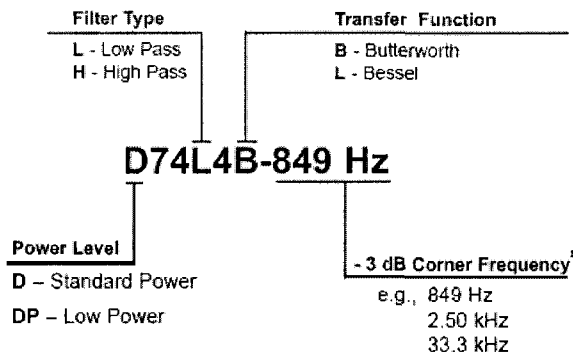 Filter Type
L - Low Pass
H - High Pass
Transfer Function
B - Butterworth
L - Bessel
D74L4B-849 Hz
Power Level
D – Standard Power
DP – Low Power
- 3 dB Corner Frequency
e.g., 849 Hz
2.50 kHz
33.3 kHz